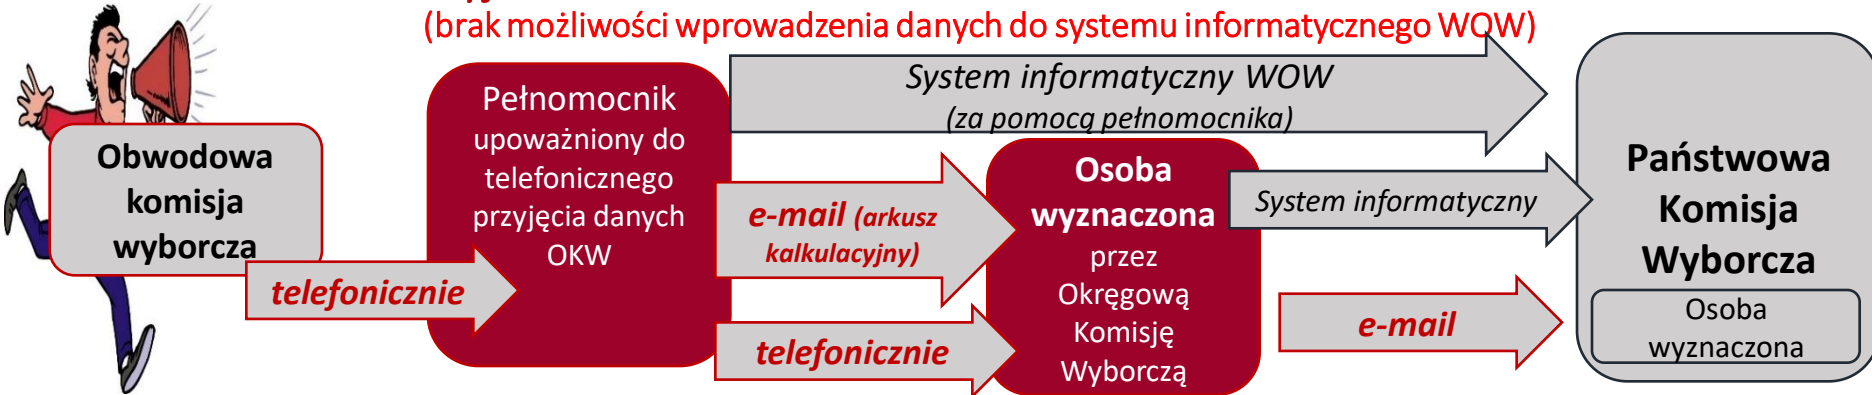 (brak możliwości wprowadzenia danych do systemu informatycznego WOW)
Obwodowa
komisja
wyborcza
telefonicznie
Pełnomocnik
upoważniony do
telefonicznego
przyjęcia danych
OKW
System informatyczny WOW
(za pomocą pełnomocnika)
e-mail (arkusz
kalkulacyjny)
telefonicznie
Osoba
wyznaczona
przez
Okręgową
Komisję
Wyborczą
System informatyczny
e-mail
Państwowa
Komisja
Wyborcza
Osoba
wyznaczona